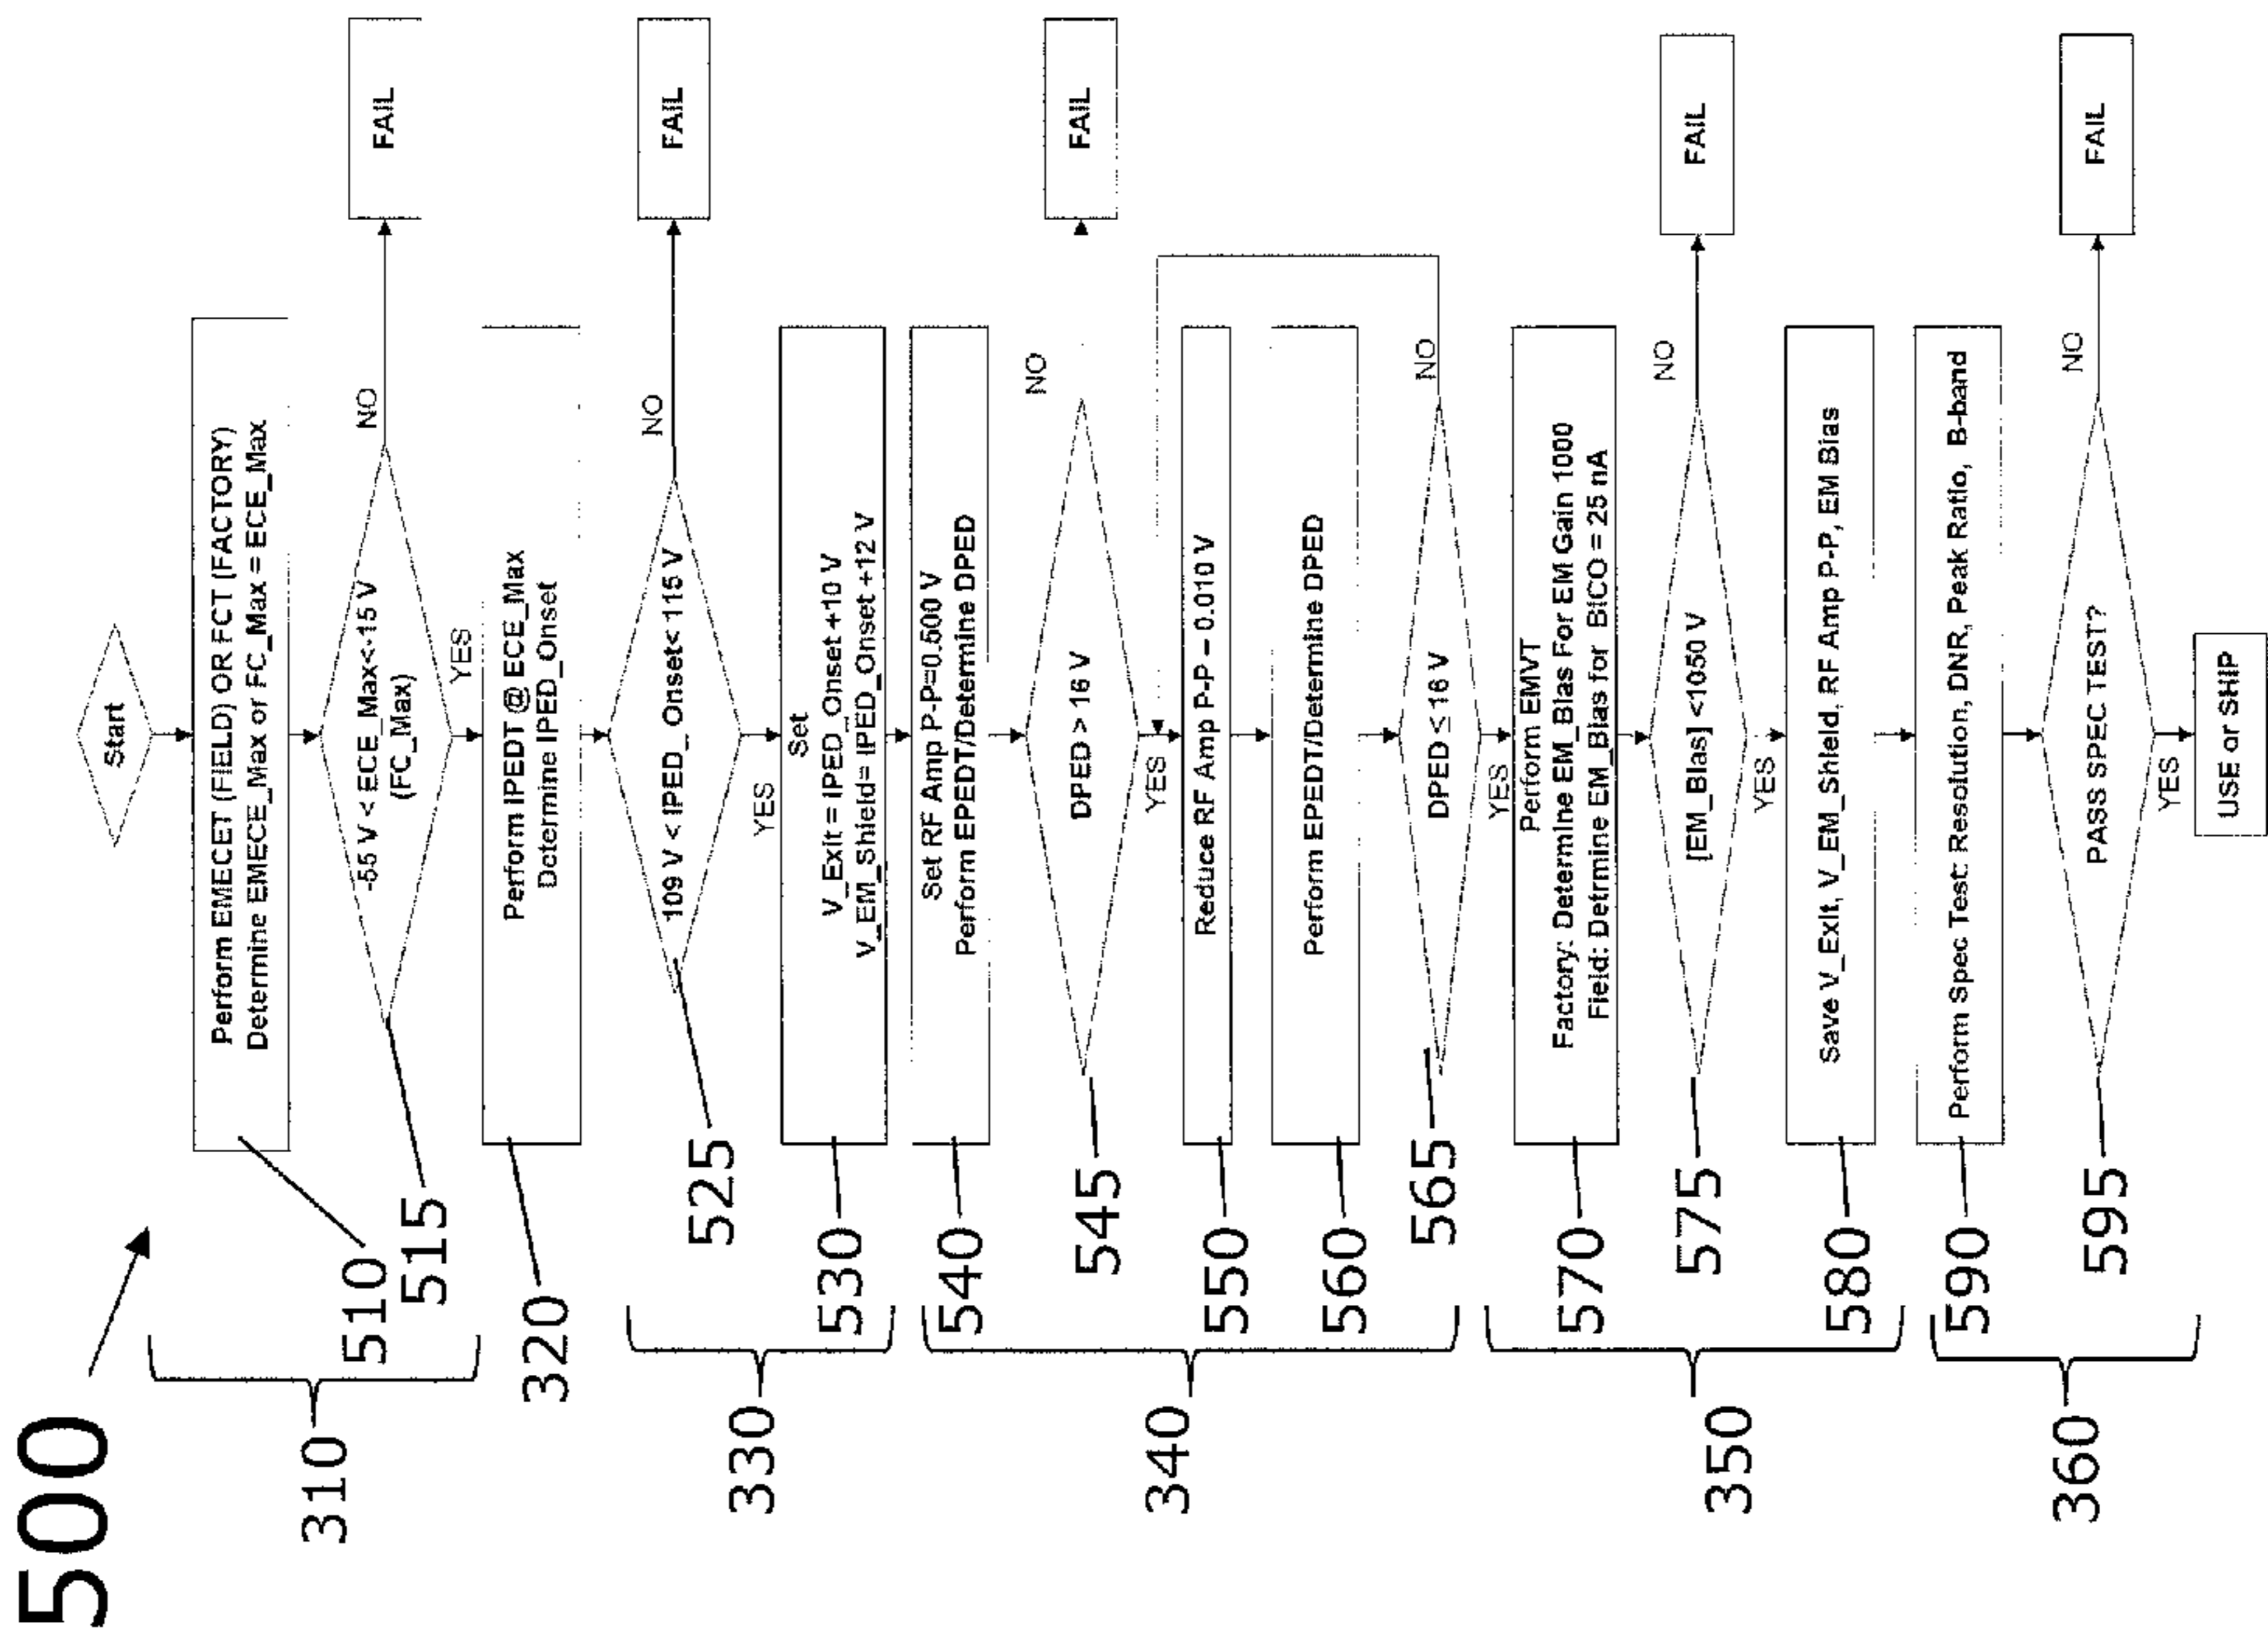 500
Start
Perform EMECET (FIELD) OR FCT (FACTORY)
Determine EMECE_Max or FC_Max = ECE_Max
310
510
-55 V < ECE_Max<-15 V
(FC_Max)
515
NO
FAIL
YES
Perform IPEDT @ ECE_Max
Determine IPED_Onset
320
109 V < IPED_Onset< 115 V
525
NO
FAIL
YES
Set
V_Exit = IPED_Onset +10 V
V_EM_Shield= IPED_Onset +12 V
330
530
Set RF Amp P-P=0.500 V
Perform EPEDT/Determine DPED
540
DPED > 16 V
545
NO
FAIL
YES
340
Reduce RF Amp P-P – 0.010 V
550
Perform EPEDT/Determine DPED
560
DPED ≤ 16 V
565
NO
YES
Perform EMVT
Factory: Determine EM_Bias For EM Gain 1000
Field: Detrmine EM_Bias for BICO = 25 nA
570
[EM_Bias] <1050 V
575
NO
FAIL
YES
350
Save V_Exit, V_EM_Shield, RF Amp P-P, EM Bias
580
Perform Spec Test: Resolution, DNR, Peak Ratio, B-band
590
360
PASS SPEC TEST?
595
NO
FAIL
YES
USE or SHIP